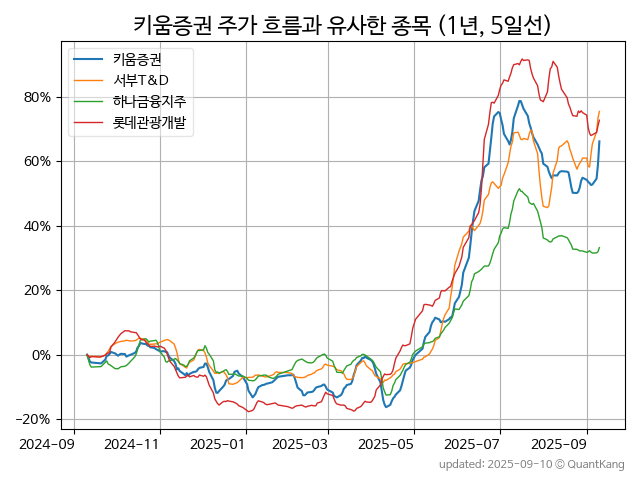 키움증권 주가 흐름과 유사한 종목 (1년, 5일선)
키움증권
서부T&D
하나금융지주
롯데관광개발
80%
60%
40%
20%
0%
−20%
2024−09 2024−11 2025−01 2025−03 2025−05 2025−07 2025−09
updated: 2025-09-10 © QuantKang